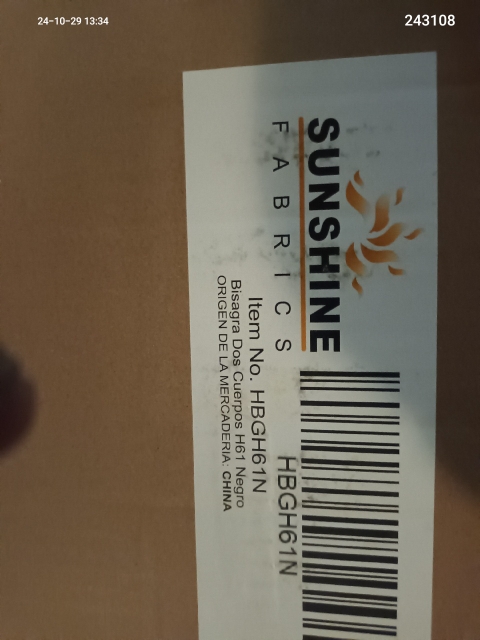 24-10-29 13:34
243108
SUNSHINE
FABRICS
HBGH61N
Item No. HBGH61N
Bisagra Dos Cuerpos H61 Negro
ORIGEN DE LA MERCADERIA: CHINA